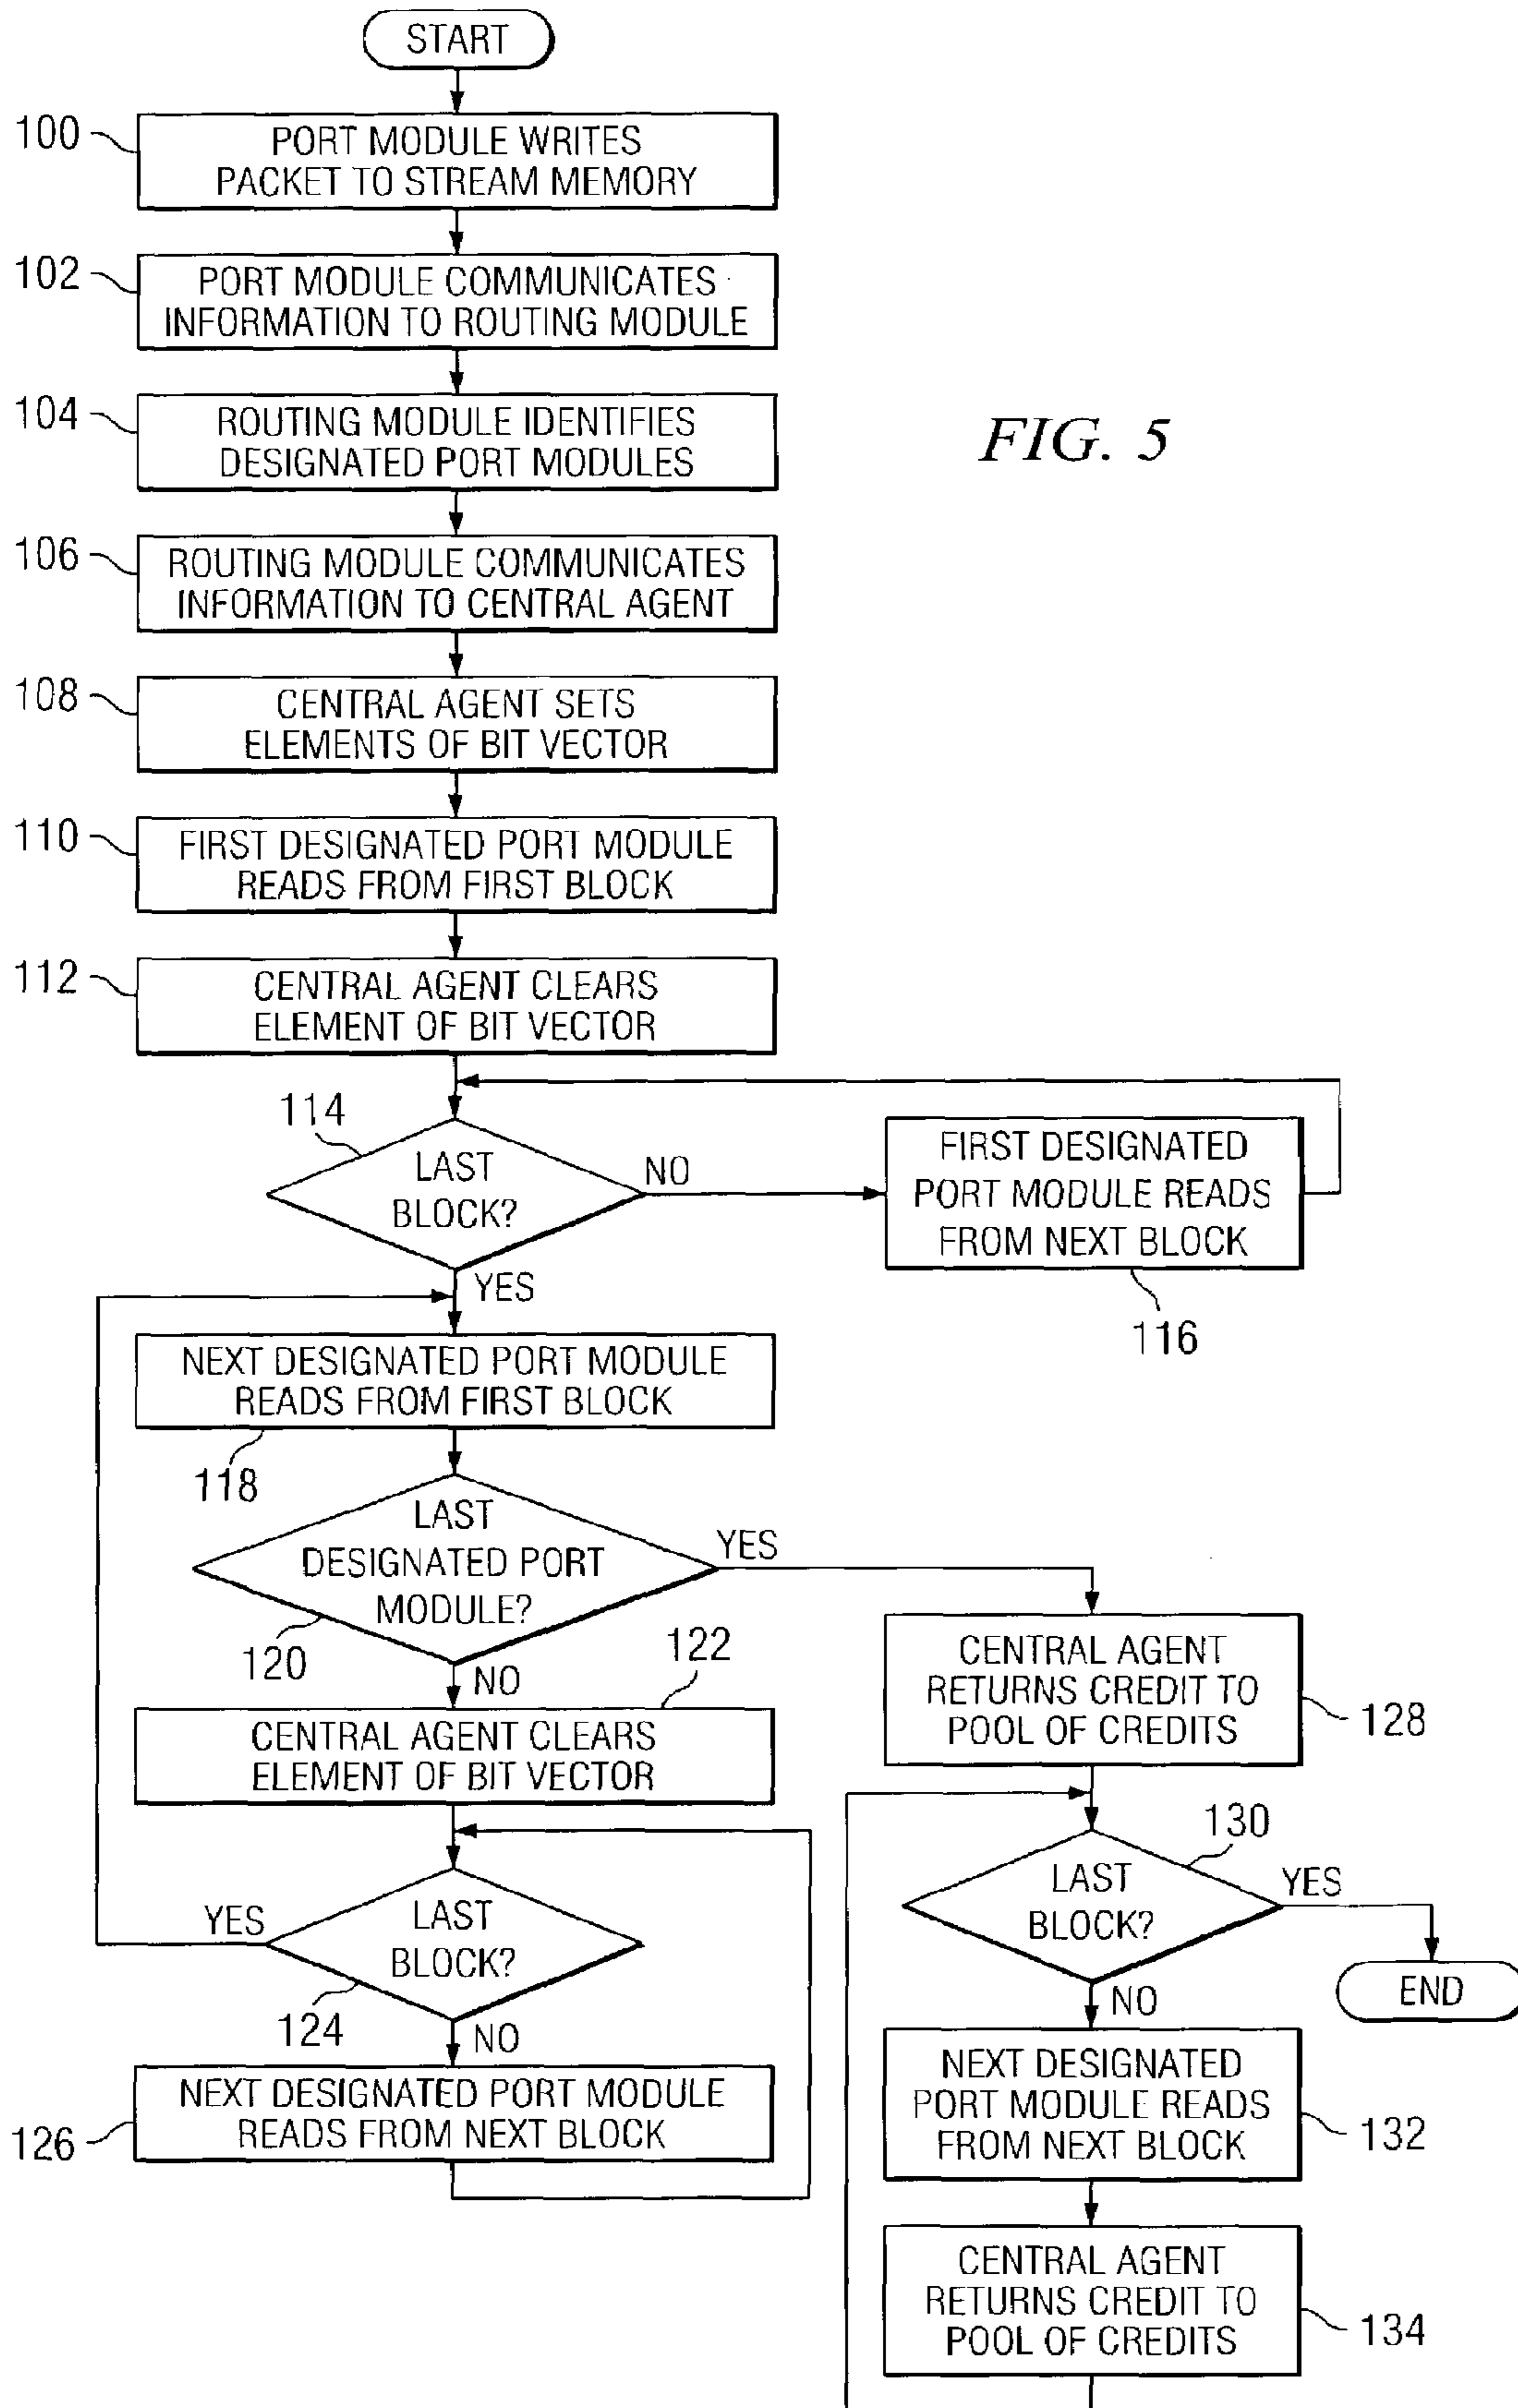 START
100
PORT MODULE WRITES
PACKET TO STREAM MEMORY
102
PORT MODULE COMMUNICATES
INFORMATION TO ROUTING MODULE
104
ROUTING MODULE IDENTIFIES
DESIGNATED PORT MODULES
FIG. 5
106
ROUTING MODULE COMMUNICATES
INFORMATION TO CENTRAL AGENT
108
CENTRAL AGENT SETS
ELEMENTS OF BIT VECTOR
110
FIRST DESIGNATED PORT MODULE
READS FROM FIRST BLOCK
112
CENTRAL AGENT CLEARS
ELEMENT OF BIT VECTOR
114
LAST
BLOCK?
NO
FIRST DESIGNATED
PORT MODULE READS
FROM NEXT BLOCK
116
YES
NEXT DESIGNATED PORT MODULE
READS FROM FIRST BLOCK
118
LAST
DESIGNATED PORT
MODULE?
YES
120
NO
122
CENTRAL AGENT CLEARS
ELEMENT OF BIT VECTOR
LAST
BLOCK?
YES
124
NO
NEXT DESIGNATED PORT MODULE
READS FROM NEXT BLOCK
126
CENTRAL AGENT
RETURNS CREDIT TO
POOL OF CREDITS
128
130
LAST
BLOCK?
YES
END
NO
NEXT DESIGNATED
PORT MODULE READS
FROM NEXT BLOCK
132
CENTRAL AGENT
RETURNS CREDIT TO
POOL OF CREDITS
134